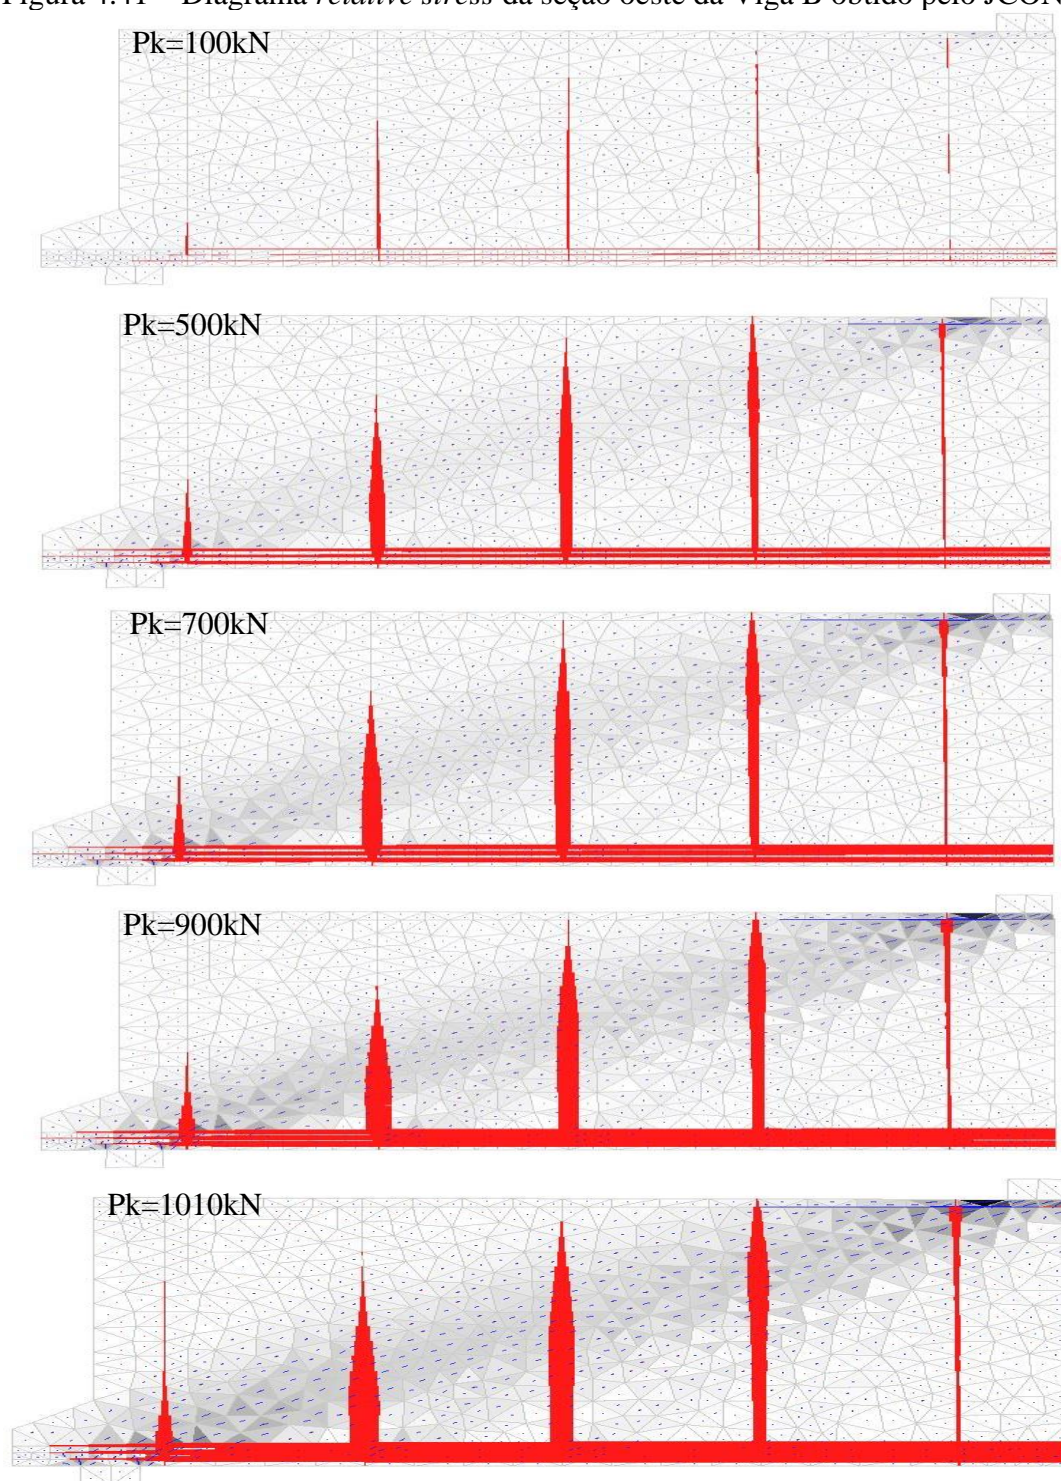 Figura 4.41 – Diagrama relative stress da seção oeste da Viga B obtido pelo JCON
Pk=100kN
Pk=500kN
Pk=700kN
Pk=900kN
Pk=1010kN